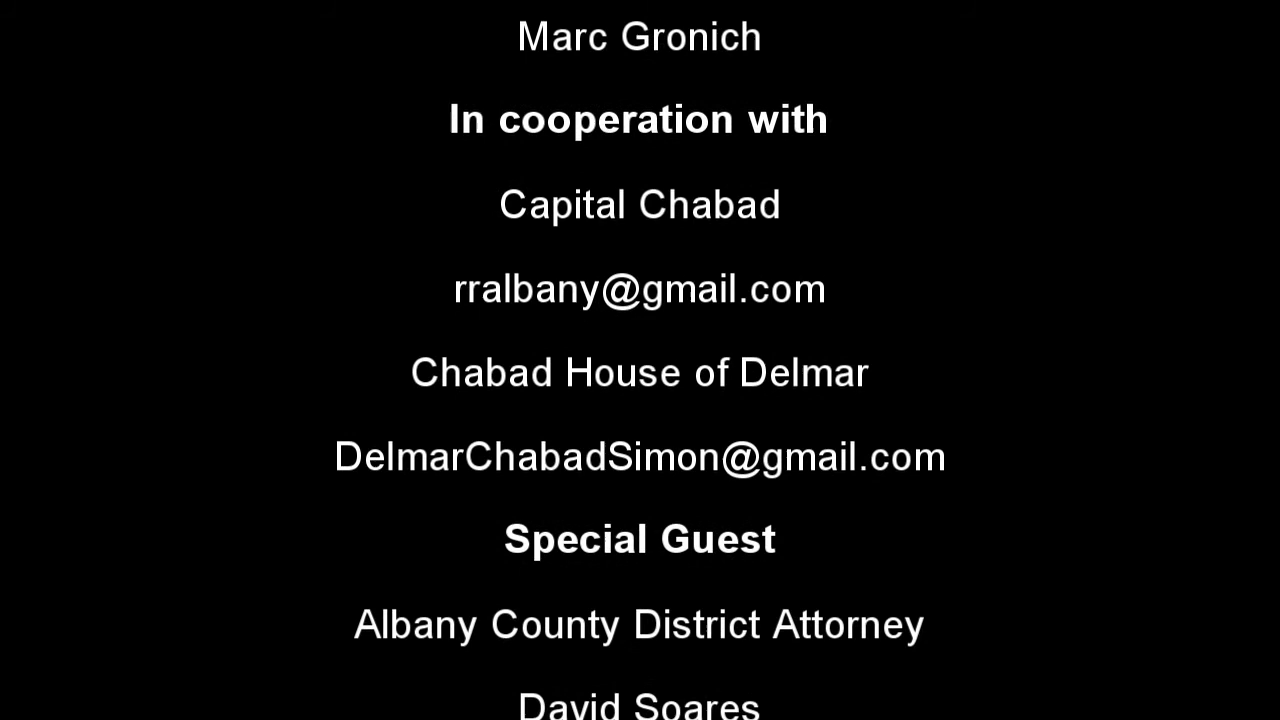 Marc Gronich
In cooperation with
Capital Chabad
rralbany@gmail.com
Chabad House of Delmar
DelmarChabadSimon@gmail.com
Special Guest
Albany County District Attorney
David Soares